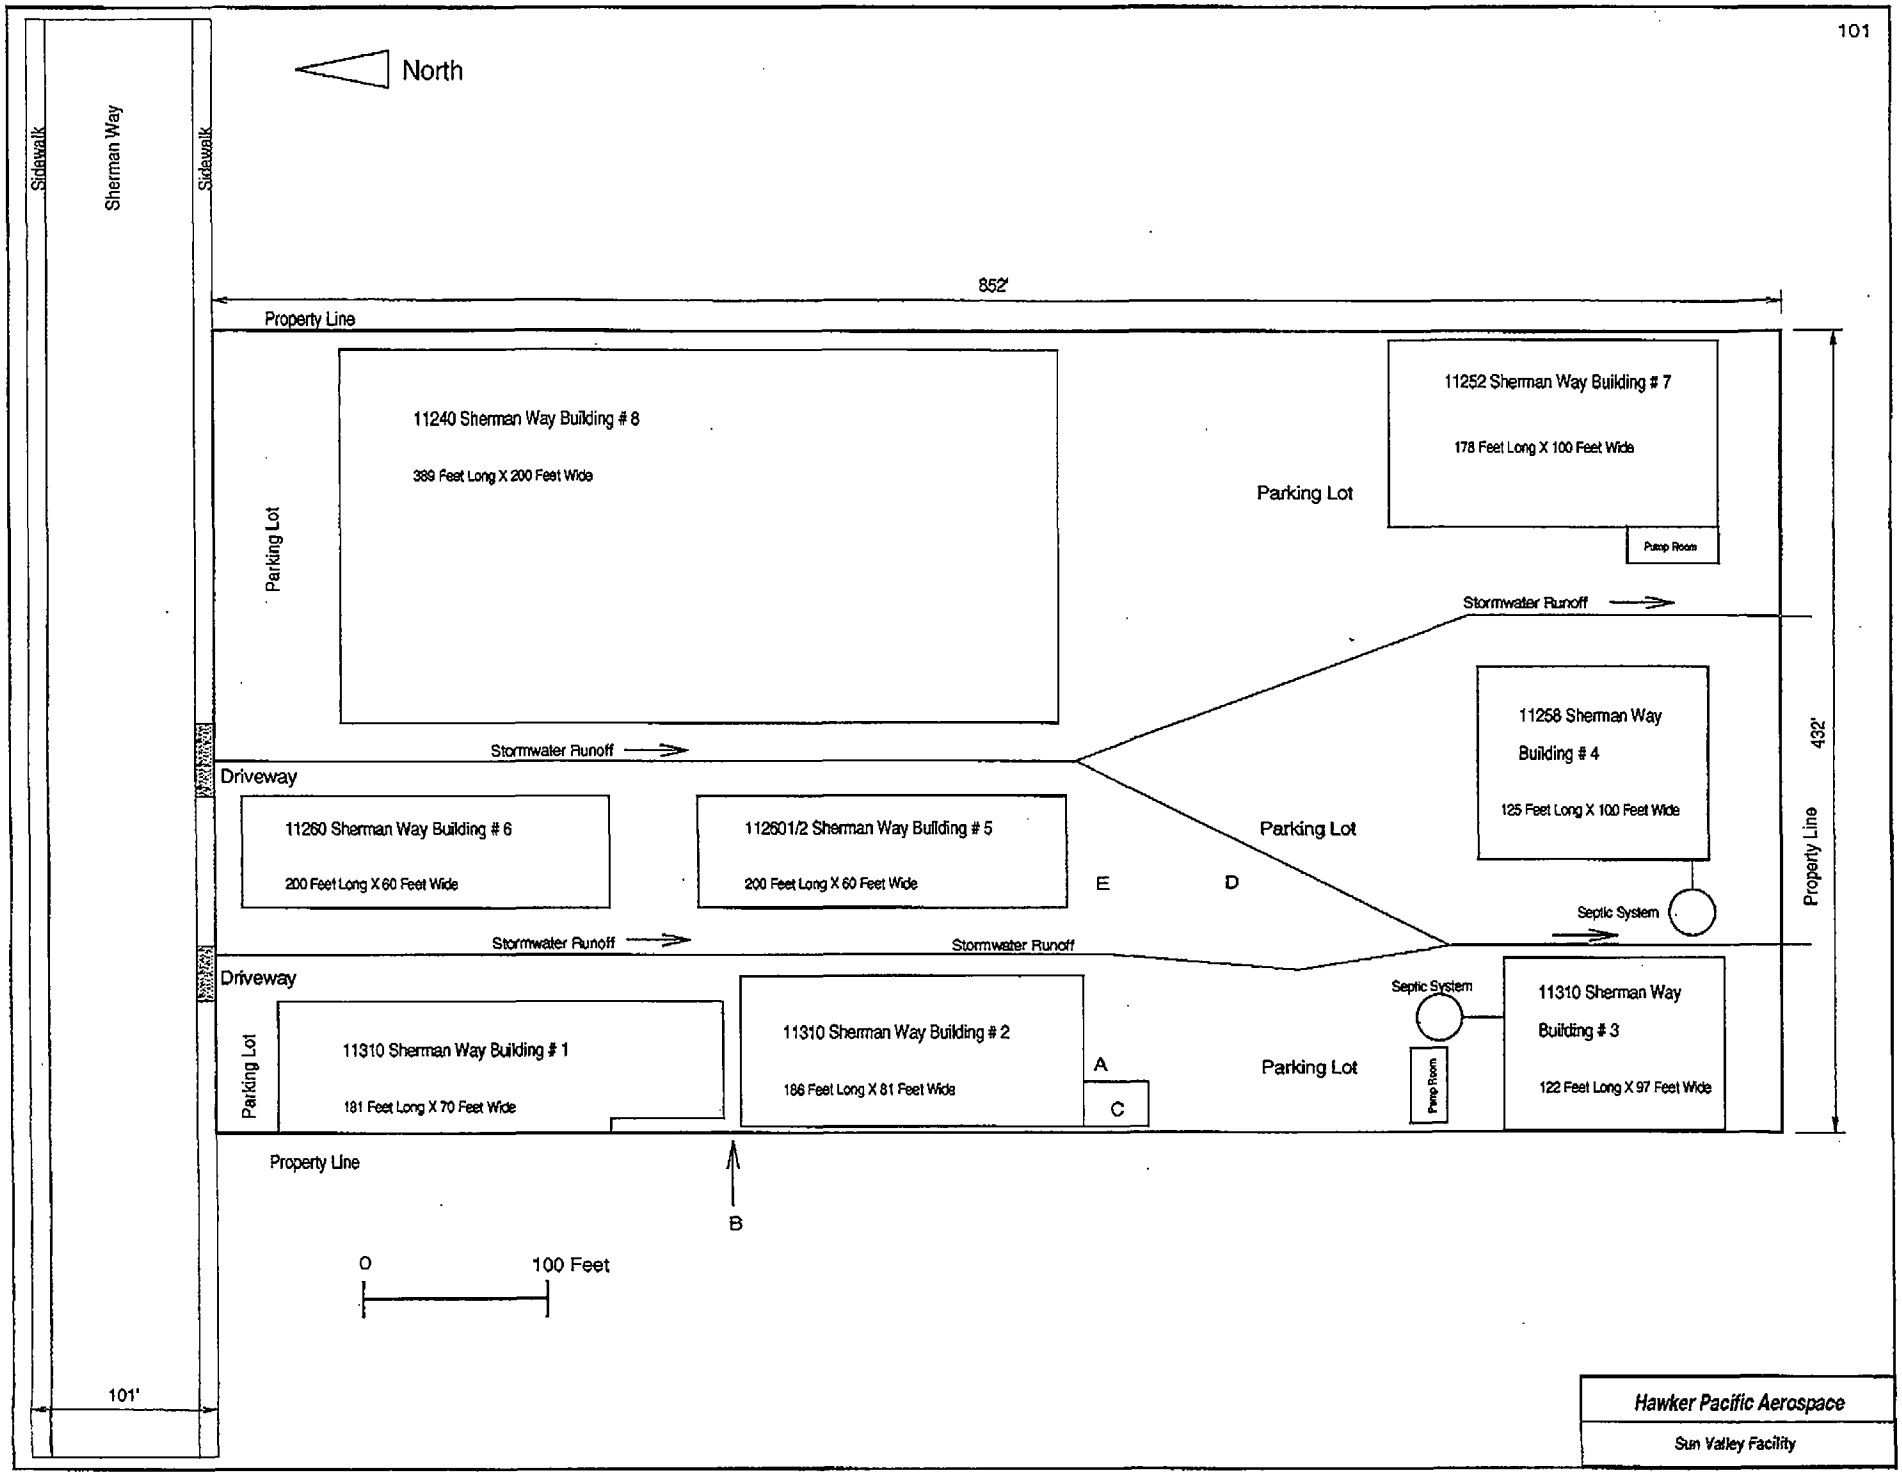 101
North
Sidewalk
Sherman Way
Sidewalk
852'
Property Line
11240 Sherman Way Building # 8
389 Feet Long X 200 Feet Wide
Parking Lot
11252 Sherman Way Building # 7
178 Feet Long X 100 Feet Wide
Parking Lot
Pump Room
Stormwater Runoff
11258 Sherman Way
Building # 4
125 Feet Long X 100 Feet Wide
432'
Property Line
Stormwater Runoff
Driveway
11260 Sherman Way Building # 6
200 Feet Long X 60 Feet Wide
112601/2 Sherman Way Building # 5
200 Feet Long X 60 Feet Wide
E
D
Parking Lot
Septic System
Stormwater Runoff
Stormwater Runoff
Driveway
Parking Lot
11310 Sherman Way Building # 1
181 Feet Long X 70 Feet Wide
11310 Sherman Way Building # 2
186 Feet Long X 81 Feet Wide
A
C
Parking Lot
Septic System
Pump Room
11310 Sherman Way
Building # 3
122 Feet Long X 97 Feet Wide
Property Line
B
0
100 Feet
101'
Hawker Pacific Aerospace
Sun Valley Facility